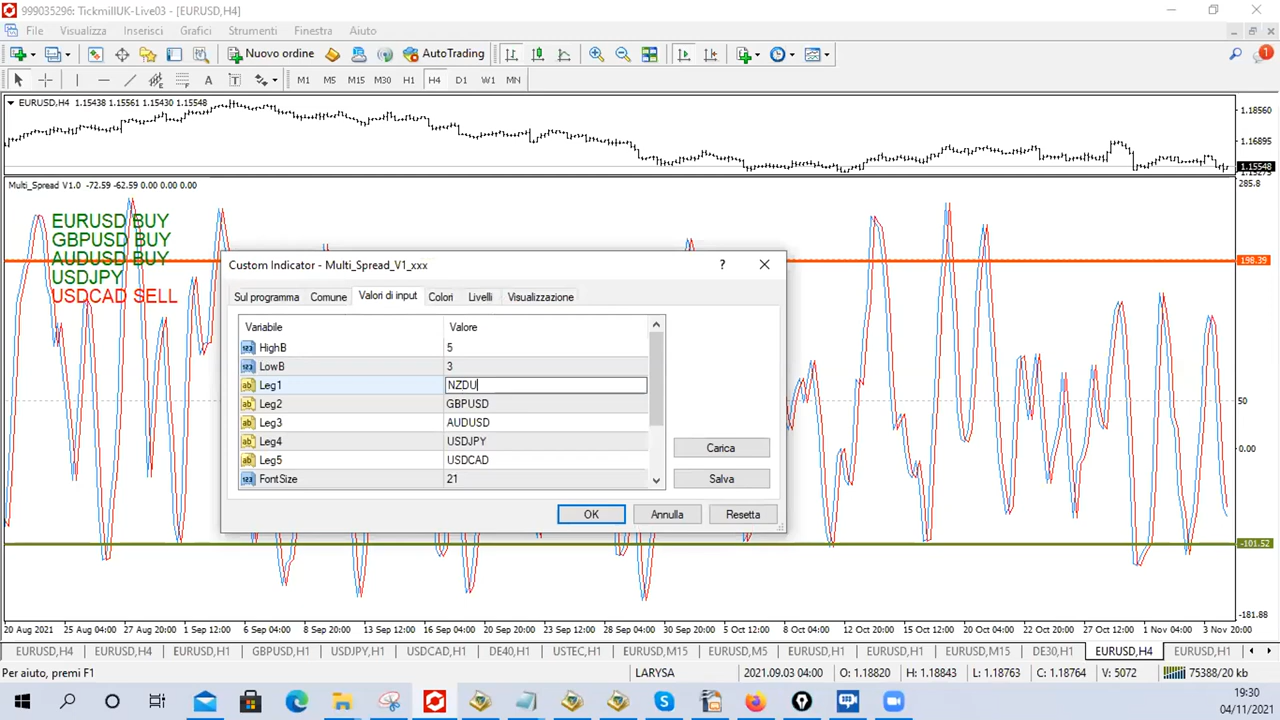 999035296: TickmillUK-Live03 - [EURUSD,H4]
File Visualizza Inserisci Grafici Strumenti Finestra Aiuto
Nuovo ordine AutoTrading
M1 M5 M15 M30 H1 H4 D1 W1 MN
EURUSD,H4 1.15438 1.15561 1.15430 1.15548
1.18560
1.16895
1.15548
Multi_Spread V1.0 -72.59 -62.59 0.00 0.00 0.00
285.8
EURUSD BUY
GBPUSD BUY
AUDUSD BUY
USDJPY
USDCAD SELL
198.39
50
0.00
-101.52
-181.88
Custom Indicator - Multi_Spread_V1_xxx
Sul programma Comune Valori di input Colori Livelli Visualizzazione
Variabile Valore
HighB 5
LowB 3
Leg1 NZDU
Leg2 GBPUSD
Leg3 AUDUSD
Leg4 USDJPY
Leg5 USDCAD
FontSize 21
Carica
Salva
OK Annulla Resetta
20 Aug 2021 25 Aug 04:00 27 Aug 20:00 1 Sep 12:00 6 Sep 04:00 8 Sep 20:00 13 Sep 12:00 16 Sep 04:00 20 Sep 20:00 23 Sep 12:00 28 Sep 04:00 30 Sep 20:00 5 Oct 12:00 8 Oct 04:00 12 Oct 20:00 15 Oct 12:00 20 Oct 04:00 22 Oct 20:00 27 Oct 12:00 1 Nov 04:00 3 Nov 20:00
EURUSD,H4 EURUSD,H4 EURUSD,H1 GBPUSD,H1 USDJPY,H1 USDCAD,H1 DE40,H1 USTEC,H1 EURUSD,M15 EURUSD,M5 EURUSD,H1 EURUSD,H1 EURUSD,M15 DE30,H1 EURUSD,H4 EURUSD,H1
Per aiuto, premi F1 LARYSA 2021.09.03 04:00 O: 1.18820 H: 1.18843 L: 1.18763 C: 1.18764 V: 5072 75388/20 kb
19:30
04/11/2021